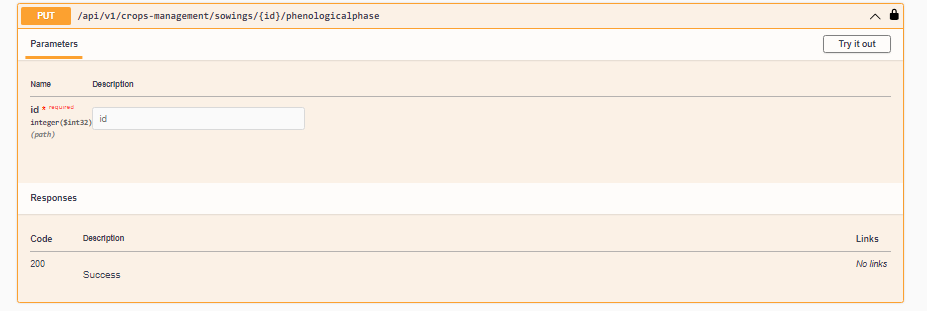 PUT /api/v1/crops-management/sowings/{id}/phenologicalphase
Parameters Try it out
Name Description
id * required
integer($int32) id
(path)
Responses
Code Description Links
200 No links
Success